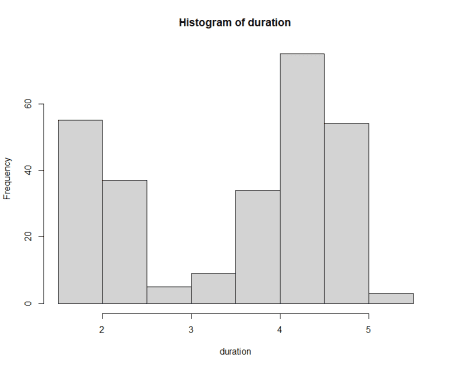 Histogram of duration
Frequency
60
40
20
0
2 3 4 5
duration